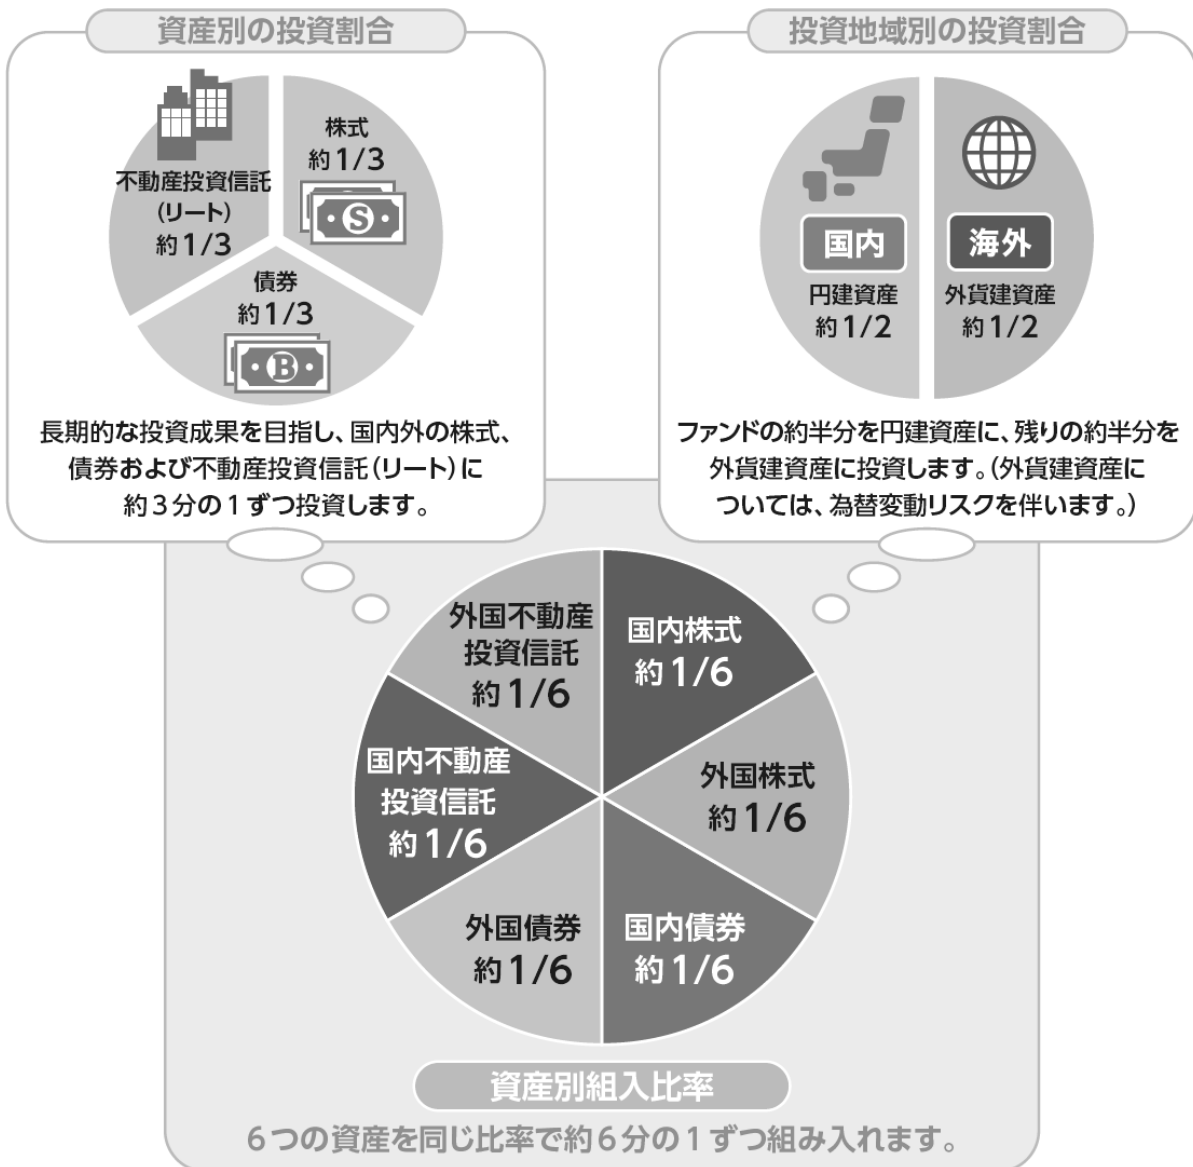 資産別の投資割合
不動産投資信託
(リート)
約1/3
株式
約1/3
S
債券
約1/3
B
長期的な投資成果を目指し、国内外の株式、
債券および不動産投資信託(リート)に
約3分の1ずつ投資します。
投資地域別の投資割合
国内
円建資産
約1/2
海外
外貨建資産
約1/2
ファンドの約半分を円建資産に、残りの約半分を
外貨建資産に投資します。(外貨建資産に
ついては、為替変動リスクを伴います。)
外国不動産
投資信託
約1/6
国内株式
約1/6
国内不動産
投資信託
約1/6
外国株式
約1/6
外国債券
約1/6
国内債券
約1/6
資産別組入比率
6つの資産を同じ比率で約6分の1ずつ組み入れます。